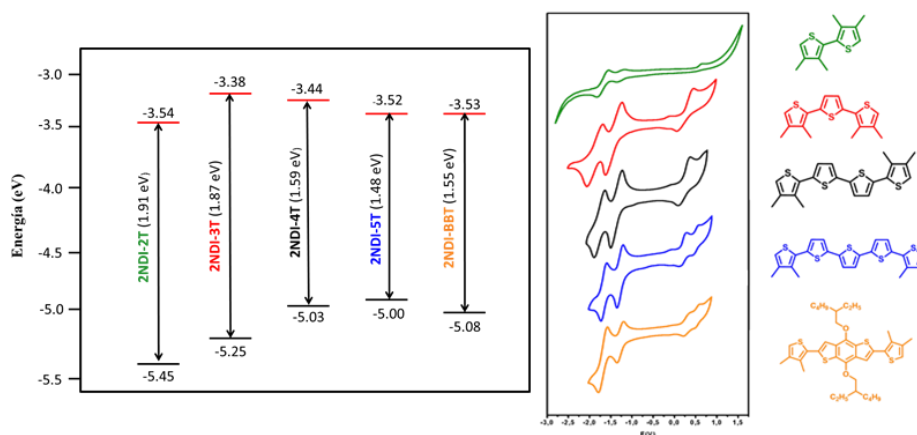 Energía (eV)
-3.0
-3.5
-4.0
-4.5
-5.0
-5.5
-3.54
-3.38
-3.44
-3.52
-3.53
2NDI-2T (1.91 eV)
2NDI-3T (1.87 eV)
2NDI-4T (1.59 eV)
2NDI-5T (1.48 eV)
2NDI-BBT (1.55 eV)
-5.45
-5.25
-5.03
-5.00
-5.08
-3,0 -2,5 -2,0 -1,5 -1,0 -0,5 0,0 0,5 1,0 1,5
E(V)
S
S
S
S
S
S
S
S
S
S
S
S
S
S
C₄H₉ C₂H₅
O
S
S
S
S
O
C₂H₅ C₄H₉